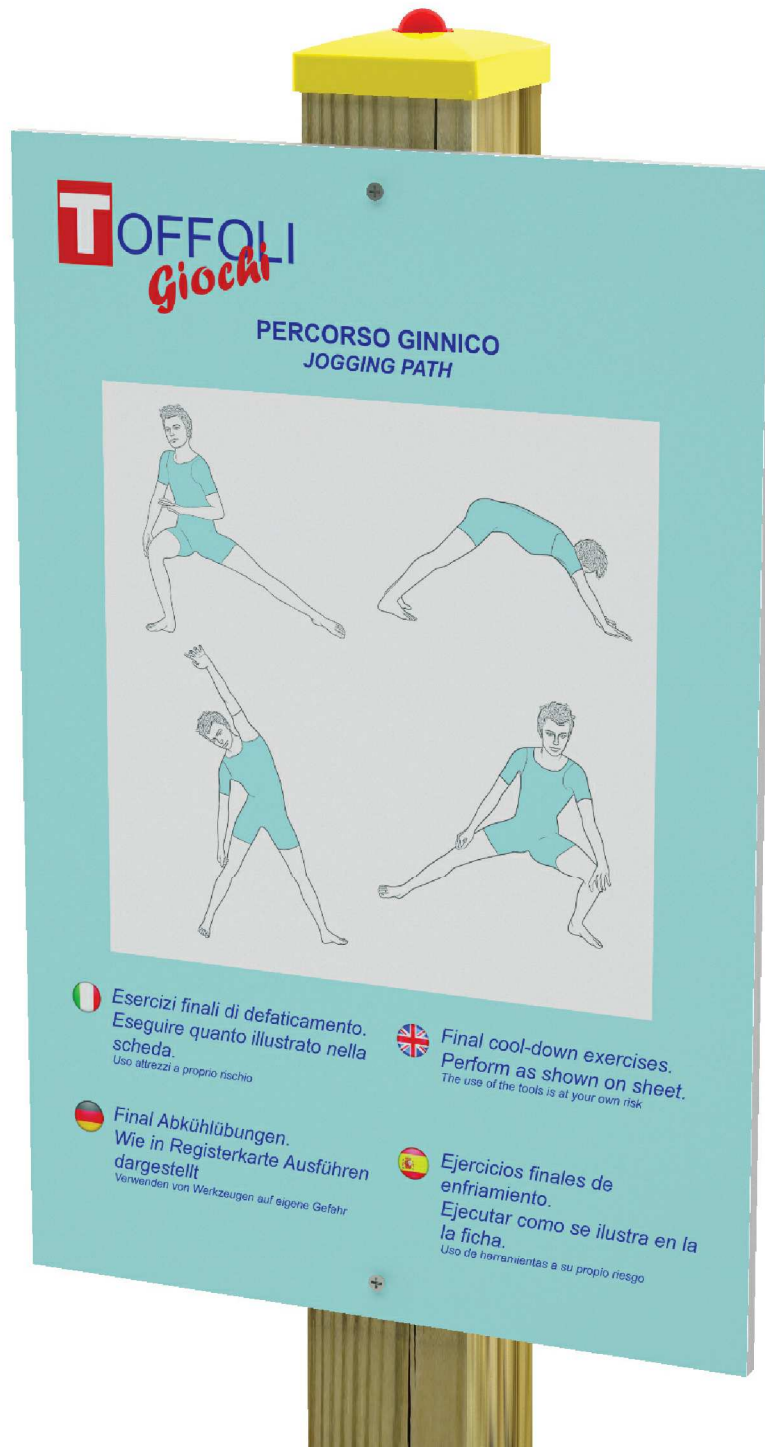 TOFFOLI
Giochi
PERCORSO GINNICO
JOGGING PATH
Esercizi finali di defaticamento.
Eseguire quanto illustrato nella
scheda.
Uso attrezzi a proprio rischio
Final cool-down exercises.
Perform as shown on sheet.
The use of the tools is at your own risk
Final Abkühlübungen.
Wie in Registerkarte Ausführen
dargestellt
Verwenden von Werkzeugen auf eigene Gefahr
Ejercicios finales de
enfriamiento.
Ejecutar como se ilustra en la
la ficha.
Uso de herramientas a su propio riesgo